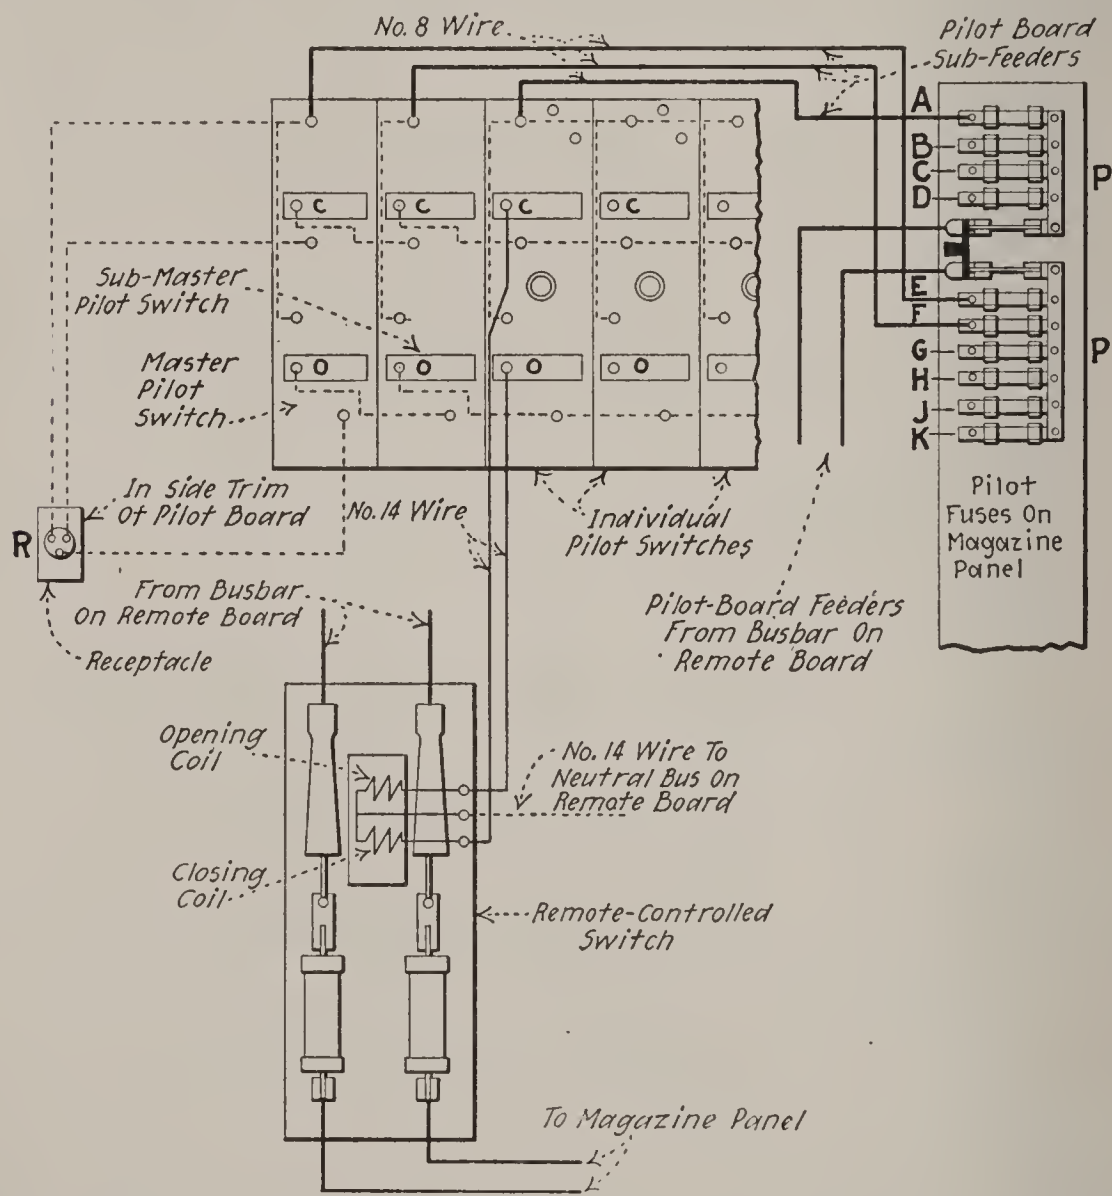 No. 8 Wire
Pilot Board
Sub-Feeders
A
B
C
D
P
E
F
G
H
J
K
P
C
C
C
C
Sub-Master
Pilot Switch
Master
Pilot
Switch
O
O
O
O
In Side Trim
Of Pilot Board
R
Receptacle
No. 14 Wire
Individual
Pilot Switches
Pilot
Fuses On
Magazine
Panel
From Busbar
On Remote Board
Pilot-Board Feeders
From Busbar On
Remote Board
Opening
Coil
No. 14 Wire To
Neutral Bus On
Remote Board
Closing
Coil
Remote-Controlled
Switch
To Magazine Panel